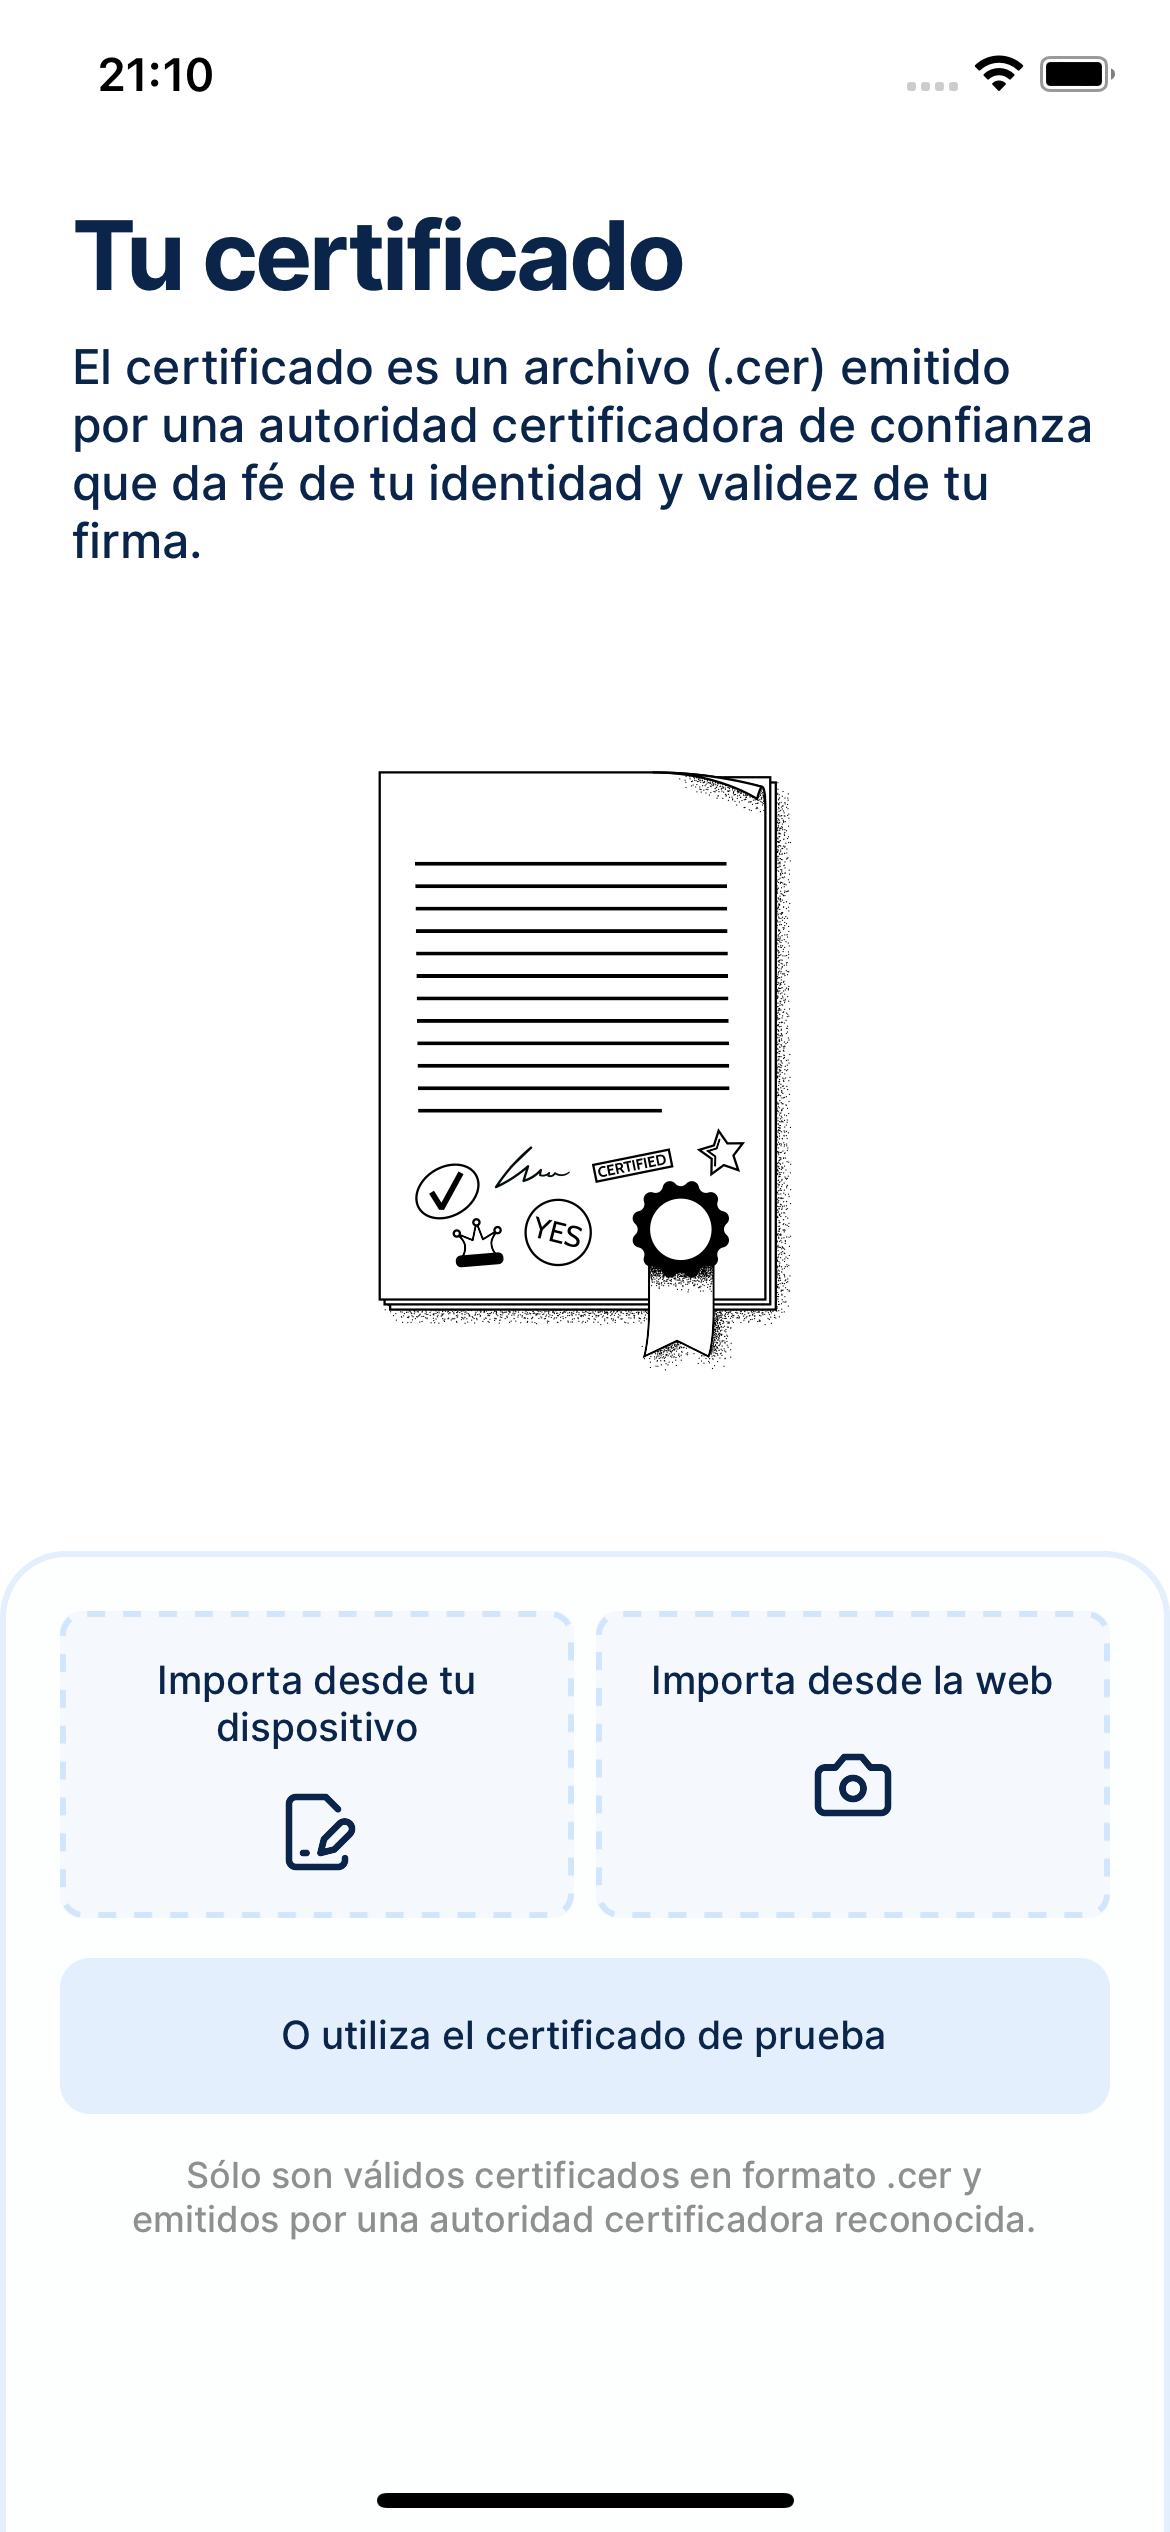 21:10
Tu certificado
El certificado es un archivo (.cer) emitido
por una autoridad certificadora de confianza
que da fé de tu identidad y validez de tu
firma.
CERTIFIED
YES
Importa desde tu
dispositivo
Importa desde la web
O utiliza el certificado de prueba
Sólo son válidos certificados en formato .cer y
emitidos por una autoridad certificadora reconocida.